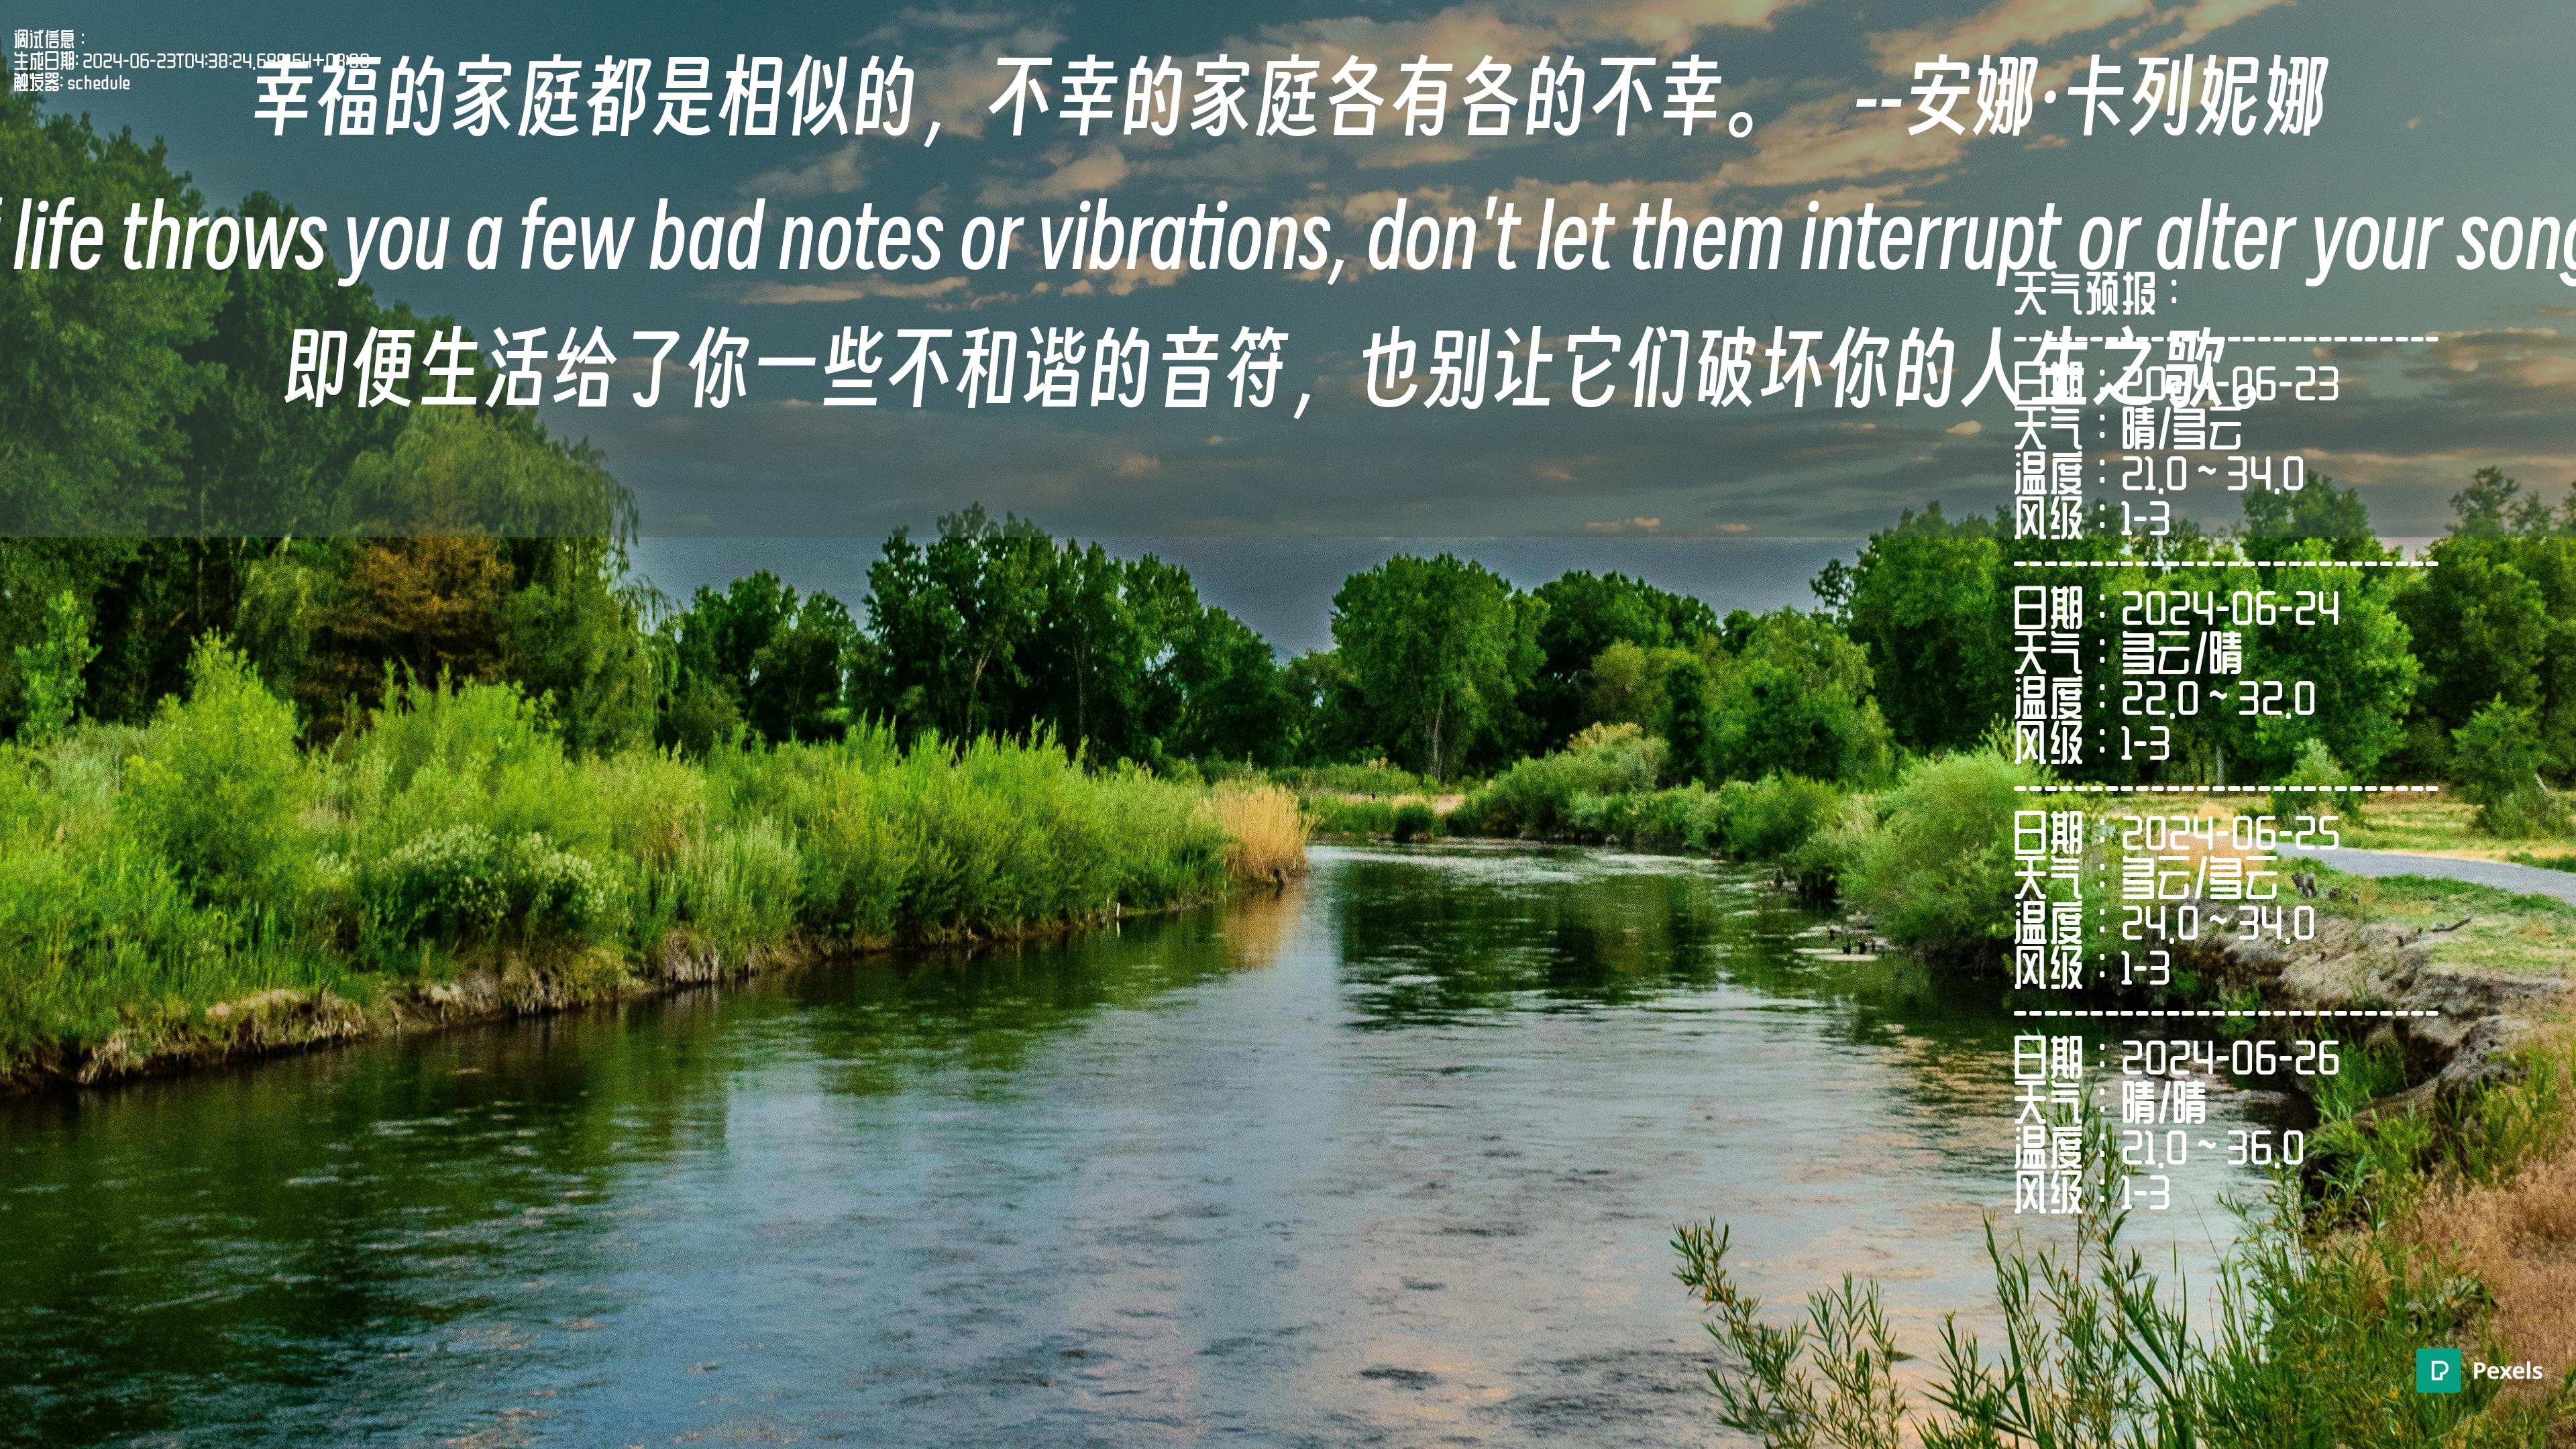 调试信息：
生成日期: 2024-06-23T04:38:24
触发器: schedule
幸福的家庭都是相似的，不幸的家庭各有各的不幸。 --安娜·卡列妮娜
life throws you a few bad notes or vibrations, don't let them interrupt or alter your song
即便生活给了你一些不和谐的音符，也别让它们破坏你的人生之歌。
天气预报：
---------------------------
日期：2024-06-23
天气：晴/多云
温度：21.0 ~ 34.0
风级：1-3
---------------------------
日期：2024-06-24
天气：多云/晴
温度：22.0 ~ 32.0
风级：1-3
---------------------------
日期：2024-06-25
天气：多云/多云
温度：24.0 ~ 34.0
风级：1-3
---------------------------
日期：2024-06-26
天气：晴/晴
温度：21.0 ~ 36.0
风级：1-3
Pexels